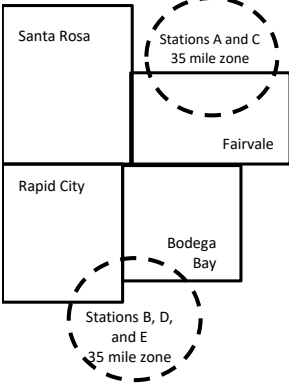 Santa Rosa
Stations A and C
35 mile zone
Fairvale
Rapid City
Bodega
Bay
Stations B, D,
and E
35 mile zone